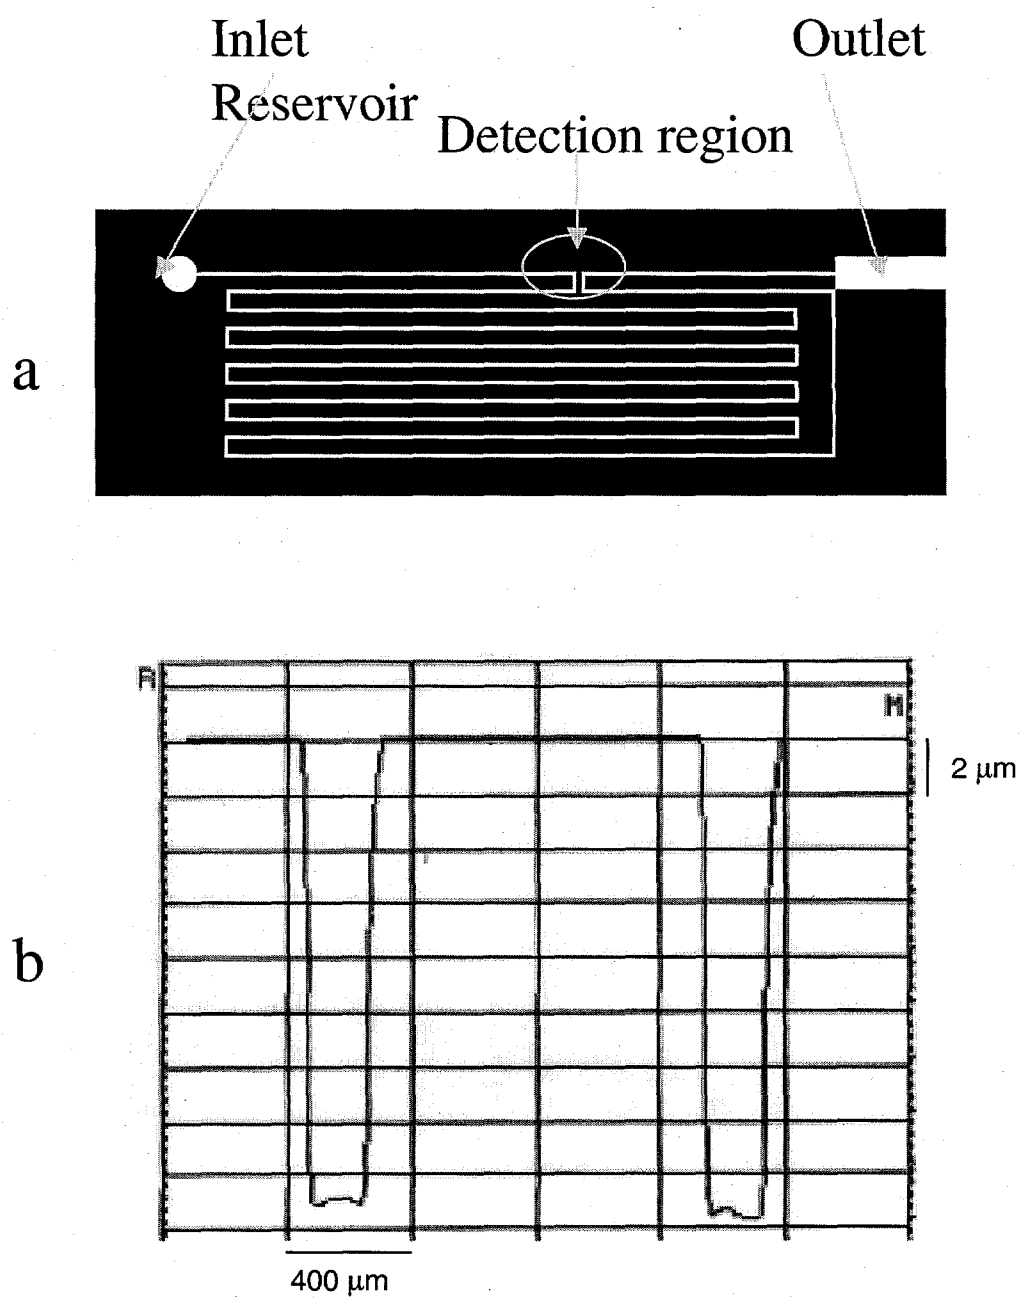 Inlet
Reservoir
Outlet
Detection region
a
A
M
2 μm
b
400 μm